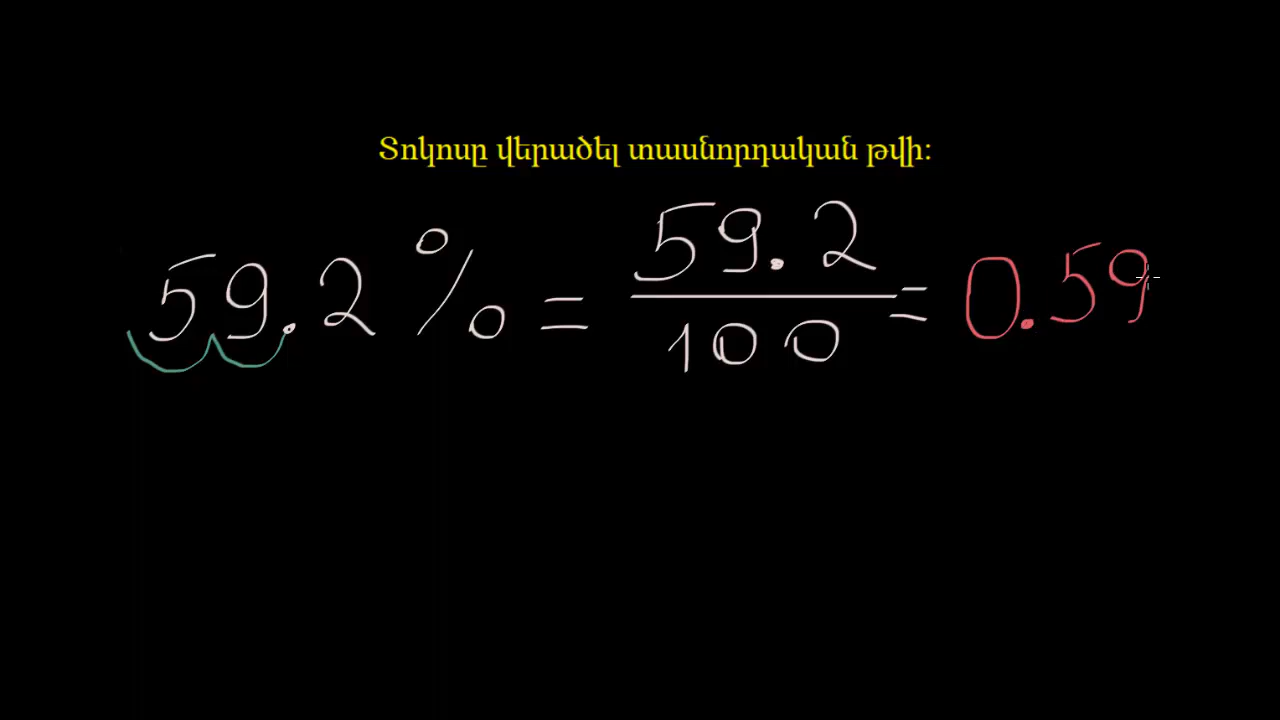 Տոկոսը վերածել տասնորդական թվի:
59.2% = 59.2/100 = 0.59